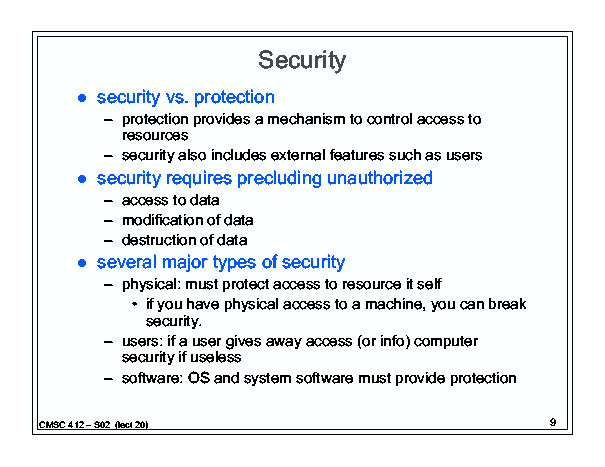 Security
● security vs. protection
– protection provides a mechanism to control access to
resources
– security also includes external features such as users
● security requires precluding unauthorized
– access to data
– modification of data
– destruction of data
● several major types of security
– physical: must protect access to resource it self
• if you have physical access to a machine, you can break
security.
– users: if a user gives away access (or info) computer
security if useless
– software: OS and system software must provide protection
CMSC 412 – S02 (lect 20)
9